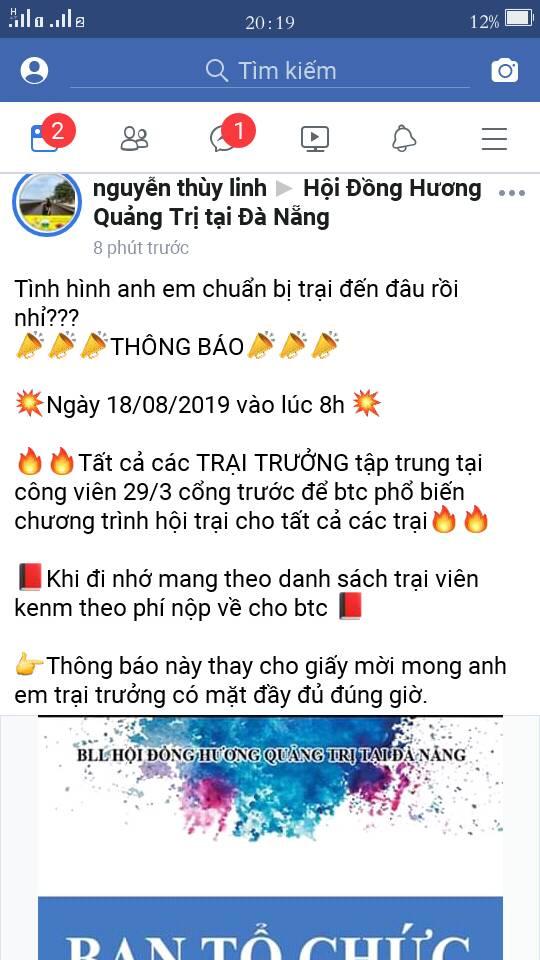 H
2
20:19
12%
Tìm kiếm
2
1
nguyễn thùy linh ▶ Hội Đồng Hương
Quảng Trị tại Đà Nẵng
8 phút trước
Tình hình anh em chuẩn bị trại đến đâu rồi
nhỉ???
📣📣📣THÔNG BÁO📣📣📣
💥Ngày 18/08/2019 vào lúc 8h 💥
🔥🔥Tất cả các TRẠI TRƯỞNG tập trung tại
công viên 29/3 cổng trước để btc phổ biến
chương trình hội trại cho tất cả các trại🔥🔥
📕Khi đi nhớ mang theo danh sách trại viên
kenm theo phí nộp về cho btc 📕
👉Thông báo này thay cho giấy mời mong anh
em trại trưởng có mặt đầy đủ đúng giờ.
BLL HỘI ĐỒNG HƯƠNG QUẢNG TRỊ TẠI ĐÀ NẴNG
BAN TỔ CHỨC